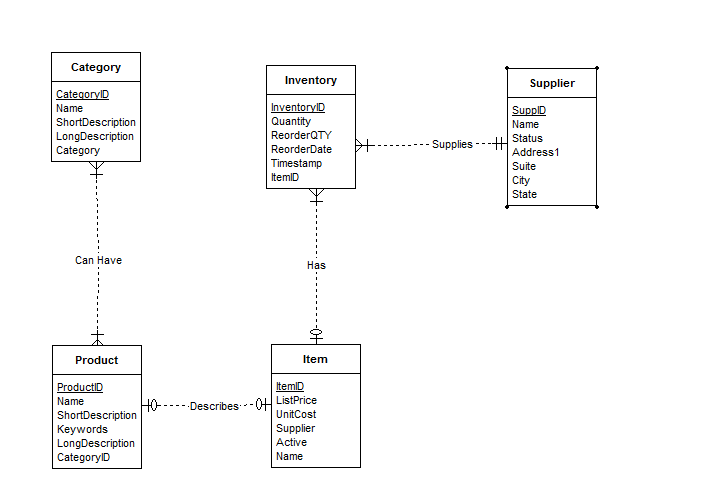 Category
CategoryID
Name
ShortDescription
LongDescription
Category
Inventory
InventoryID
Quantity
ReorderQTY
ReorderDate
Timestamp
ItemID
Supplier
SuppID
Name
Status
Address1
Suite
City
State
Supplies
Can Have
Has
Product
ProductID
Name
ShortDescription
Keywords
LongDescription
CategoryID
Describes
Item
ItemID
ListPrice
UnitCost
Supplier
Active
Name